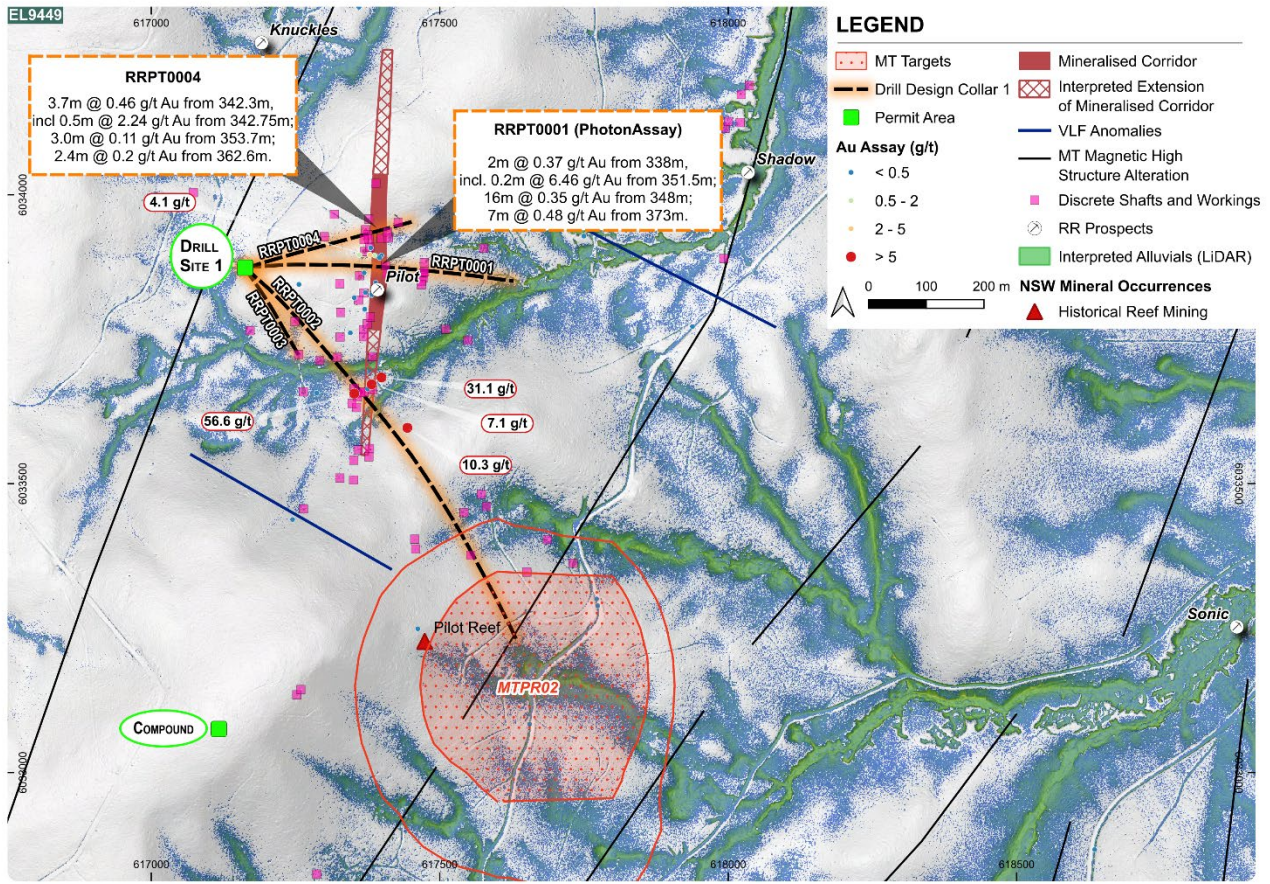 EL9449
617000
617500
618000
Knuckles
RRPT0004
3.7m @ 0.46 g/t Au from 342.3m,
incl 0.5m @ 2.24 g/t Au from 342.75m;
3.0m @ 0.11 g/t Au from 353.7m;
2.4m @ 0.2 g/t Au from 362.6m.
RRPT0001 (PhotonAssay)
2m @ 0.37 g/t Au from 338m,
incl. 0.2m @ 6.46 g/t Au from 351.5m;
16m @ 0.35 g/t Au from 348m;
7m @ 0.48 g/t Au from 373m.
Shadow
6034000
4.1 g/t
DRILL
SITE 1
RRPT0004
RRPT0001
RRPT0002
RRPT0003
Pilot
31.1 g/t
7.1 g/t
56.6 g/t
10.3 g/t
6033500
6033500
Pilot Reef
MTPR02
Sonic
COMPOUND
6033000
6033000
617000
617500
618000
618500
LEGEND
MT Targets
Drill Design Collar 1
Permit Area
Au Assay (g/t)
< 0.5
0.5 - 2
2 - 5
> 5
Mineralised Corridor
Interpreted Extension
of Mineralised Corridor
VLF Anomalies
MT Magnetic High
Structure Alteration
Discrete Shafts and Workings
RR Prospects
Interpreted Alluvials (LiDAR)
NSW Mineral Occurrences
Historical Reef Mining
0 100 200 m